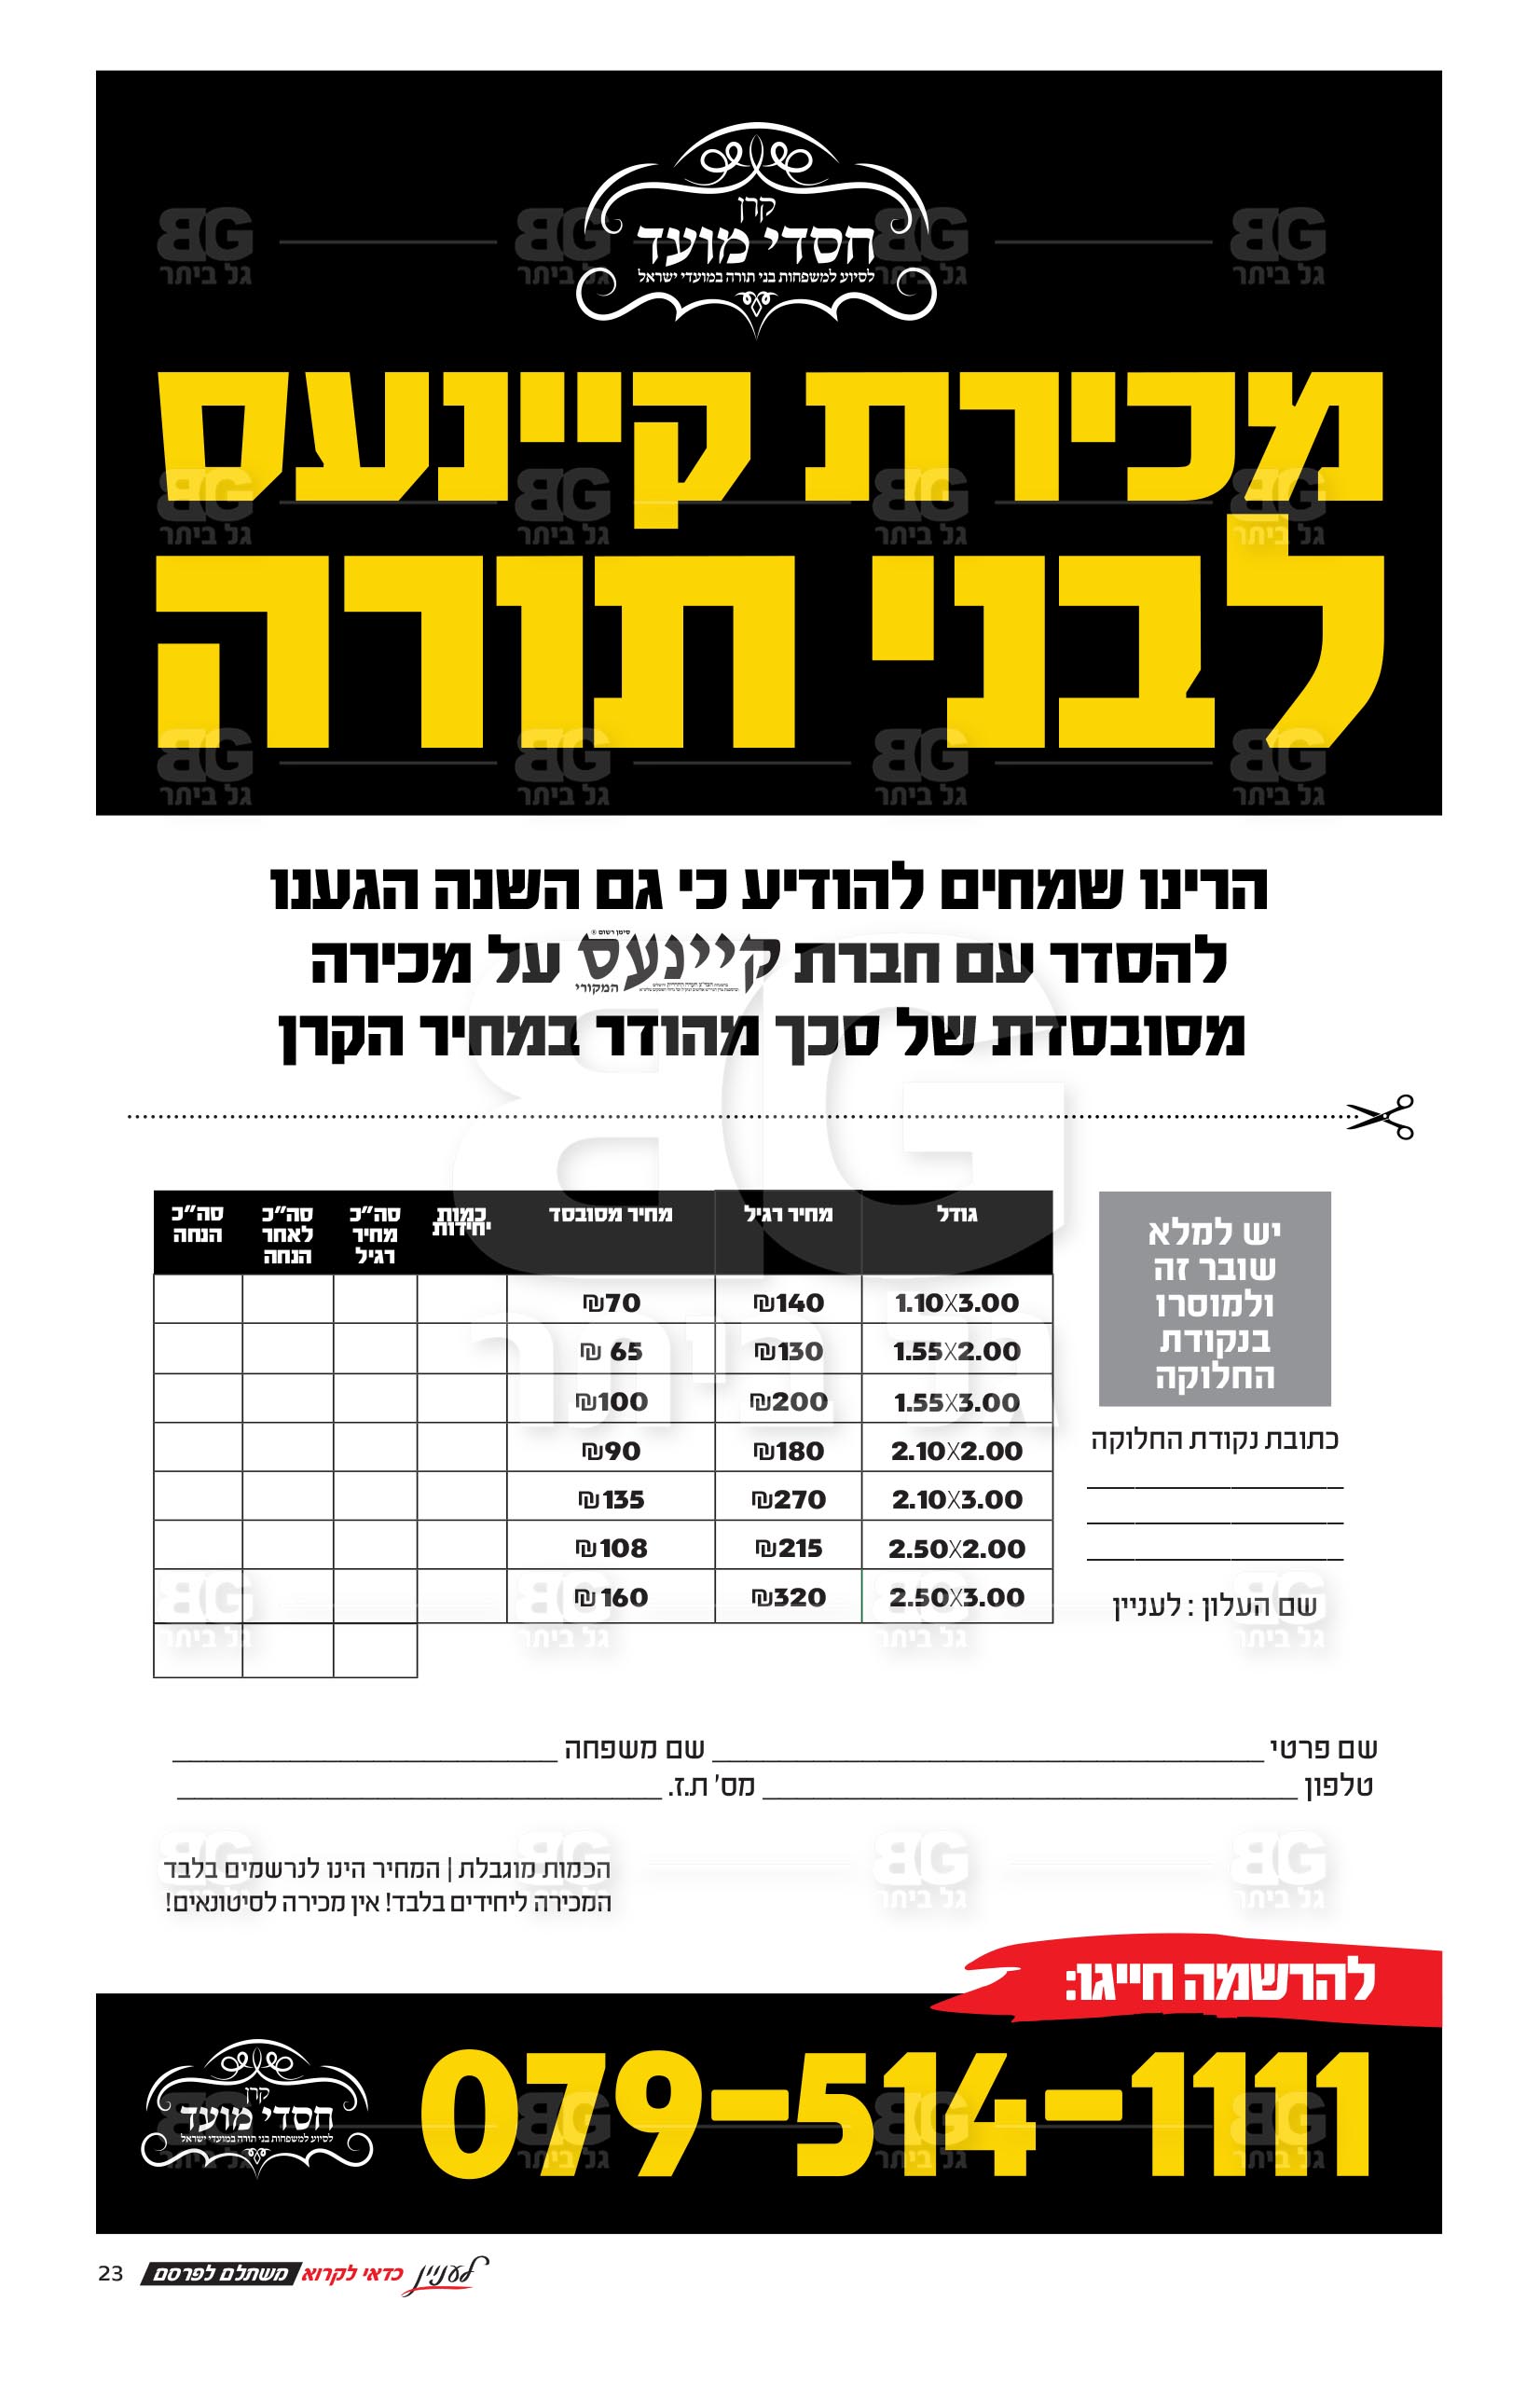 קרן
חסדי מועד
לסיוע למשפחות בני תורה במועדי ישראל
מכירת קיינעס
לבני תורה
הרינו שמחים להודיע כי גם השנה הגענו
להסדר עם חברת קיינעס המקורי על מכירה
סימן רשום ®
מסובסדת של סכך מהודר במחיר הקרן
יש למלא
שובר זה
ולמוסרו
בנקודת
החלוקה
כתובת נקודת החלוקה
שם העלון : לעניין
גודל מחיר רגיל מחיר מסובסד כמות יחידות סה"כ מחיר רגיל סה"כ לאחר הנחה סה"כ הנחה
1.10X3.00 140₪ 70₪
1.55X2.00 130₪ 65 ₪
1.55X3.00 200₪ 100₪
2.10X2.00 180₪ 90₪
2.10X3.00 270₪ 135 ₪
2.50X2.00 215₪ 108 ₪
2.50X3.00 320₪ 160 ₪
שם פרטי ____ שם משפחה ____
טלפון ____ מס' ת.ז. ____
הכמות מוגבלת | המחיר הינו לנרשמים בלבד
המכירה ליחידים בלבד! אין מכירה לסיטונאים!
להרשמה חייגו:
079-514-1111
קרן
חסדי מועד
לסיוע למשפחות בני תורה במועדי ישראל
לעניין כדאי לקרוא משתלם לפרסם 23
BG
גל ביתר